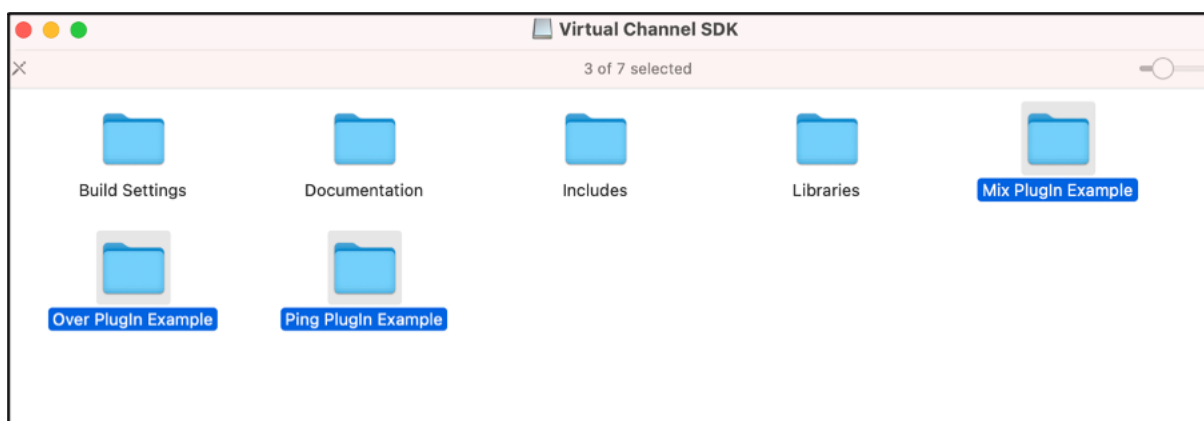 Virtual Channel SDK
3 of 7 selected
Build Settings
Documentation
Includes
Libraries
Mix PlugIn Example
Over PlugIn Example
Ping PlugIn Example